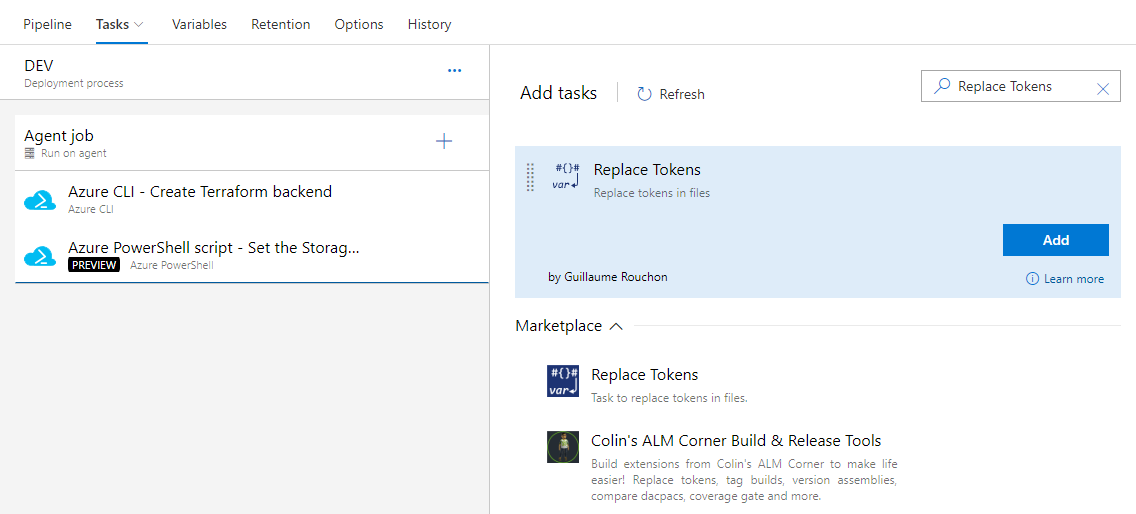 Pipeline Tasks Variables Retention Options History
DEV
Deployment process
Agent job
Run on agent
Azure CLI - Create Terraform backend
Azure CLI
Azure PowerShell script - Set the Storag...
PREVIEW Azure PowerShell
Add tasks
Refresh
Replace Tokens
#{}#
var
Replace Tokens
Replace tokens in files
Add
by Guillaume Rouchon
Learn more
Marketplace
#{}#
var
Replace Tokens
Task to replace tokens in files.
Colin's ALM Corner Build & Release Tools
Build extensions from Colin's ALM Corner to make life
easier! Replace tokens, tag builds, version assemblies,
compare dacpacs, coverage gate and more.